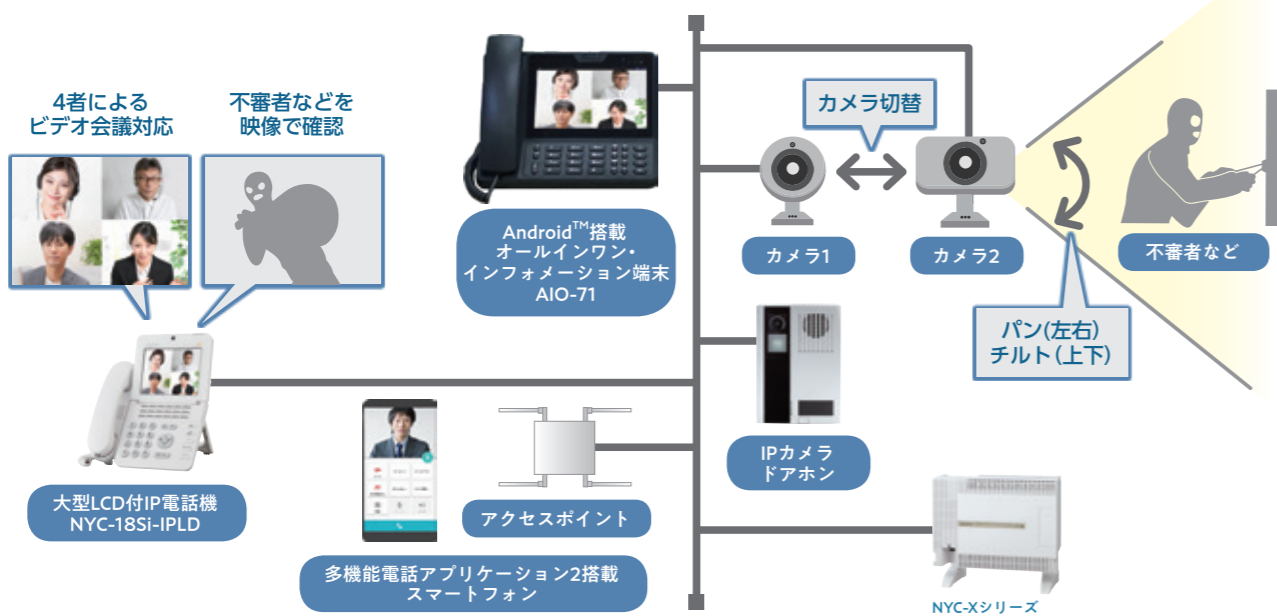 4者による
ビデオ会議対応
不審者などを
映像で確認
Android™搭載
オールインワン・
インフォメーション端末
AIO-71
カメラ切替
カメラ1
カメラ2
不審者など
パン(左右)
チルト(上下)
IPカメラ
ドアホン
大型LCD付IP電話機
NYC-18Si-IPLD
アクセスポイント
多機能電話アプリケーション2搭載
スマートフォン
NYC-Xシリーズ